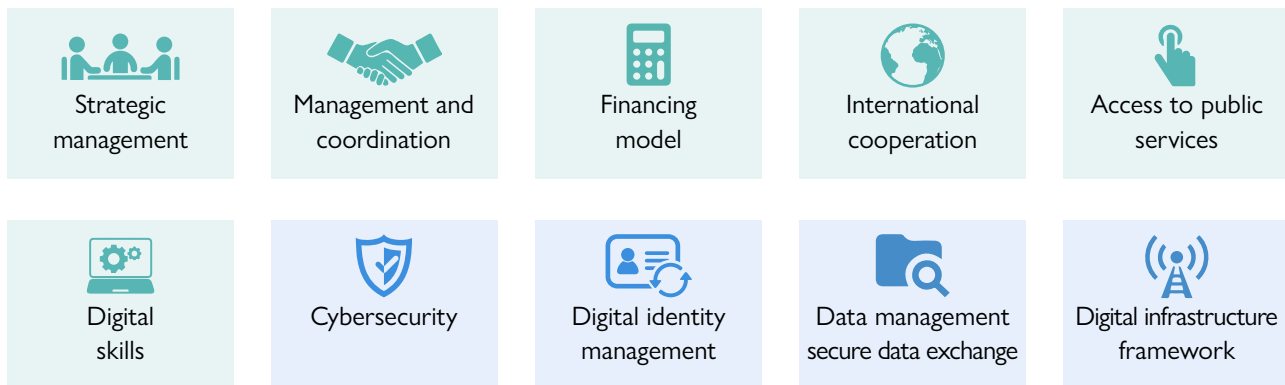 Strategic
management
Management and
coordination
Financing
model
International
cooperation
Access to public
services
Digital
skills
Cybersecurity
Digital identity
management
Data management
secure data exchange
Digital infrastructure
framework